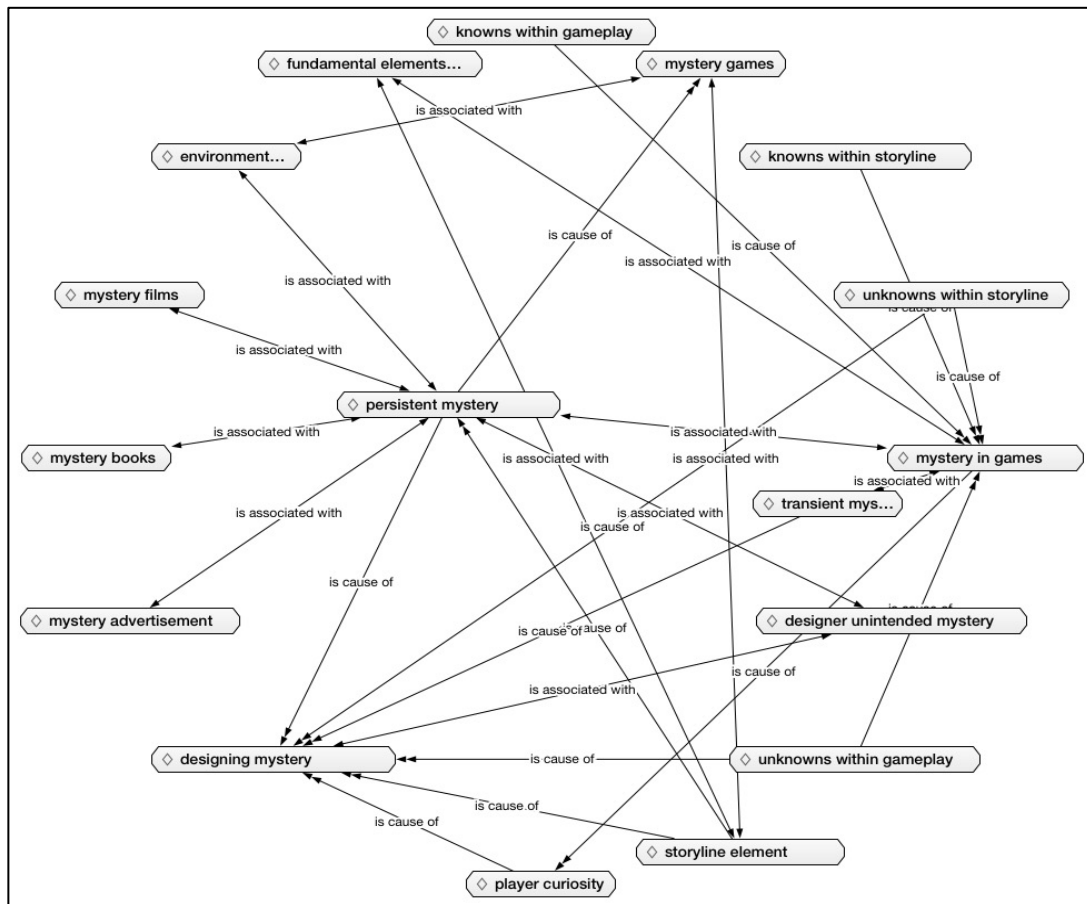 knowns within gameplay
fundamental elements...
mystery games
is associated with
environment...
knowns within storyline
is cause of
is cause of
is associated with
is associated with
mystery films
unknowns within storyline
is cause of
is associated with
is cause of
persistent mystery
is associated with
is associated with
mystery books
is associated with
is associated with
mystery in games
is associated with
transient mys...
is associated with
is associated with
is cause of
is cause of
is cause of
mystery advertisement
designer unintended mystery
is cause of
is cause of
is cause of
is associated with
designing mystery
is cause of
unknowns within gameplay
is cause of
is cause of
storyline element
player curiosity